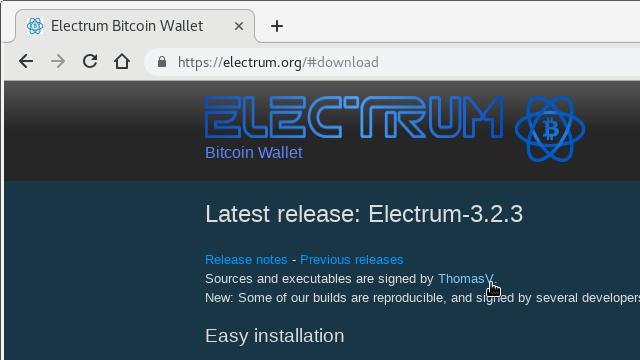 Electrum Bitcoin Wallet
https://electrum.org/#download
ELECTRUM
Bitcoin Wallet
Latest release: Electrum-3.2.3
Release notes - Previous releases
Sources and executables are signed by ThomasV
New: Some of our builds are reproducible, and signed by several developers
Easy installation